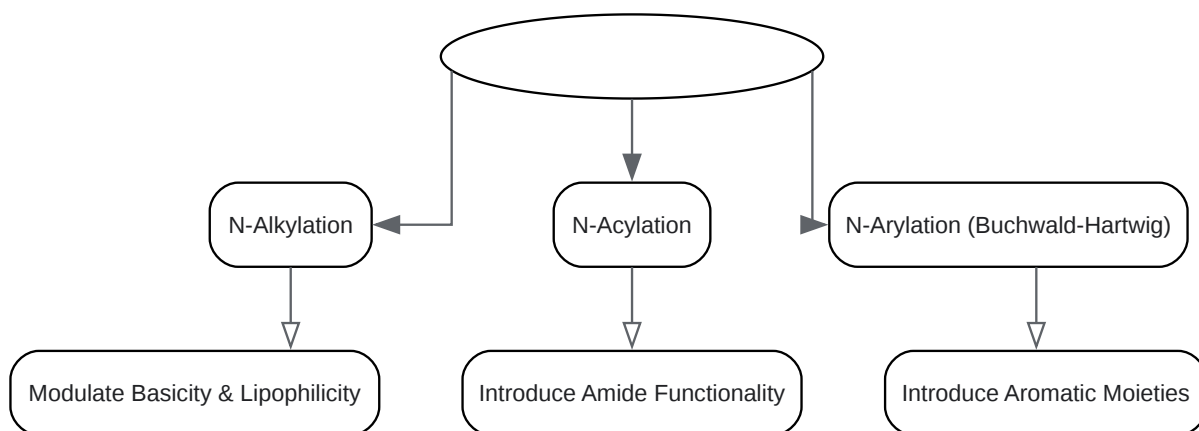 N-Alkylation
N-Acylation
N-Arylation (Buchwald-Hartwig)
Modulate Basicity & Lipophilicity
Introduce Amide Functionality
Introduce Aromatic Moieties